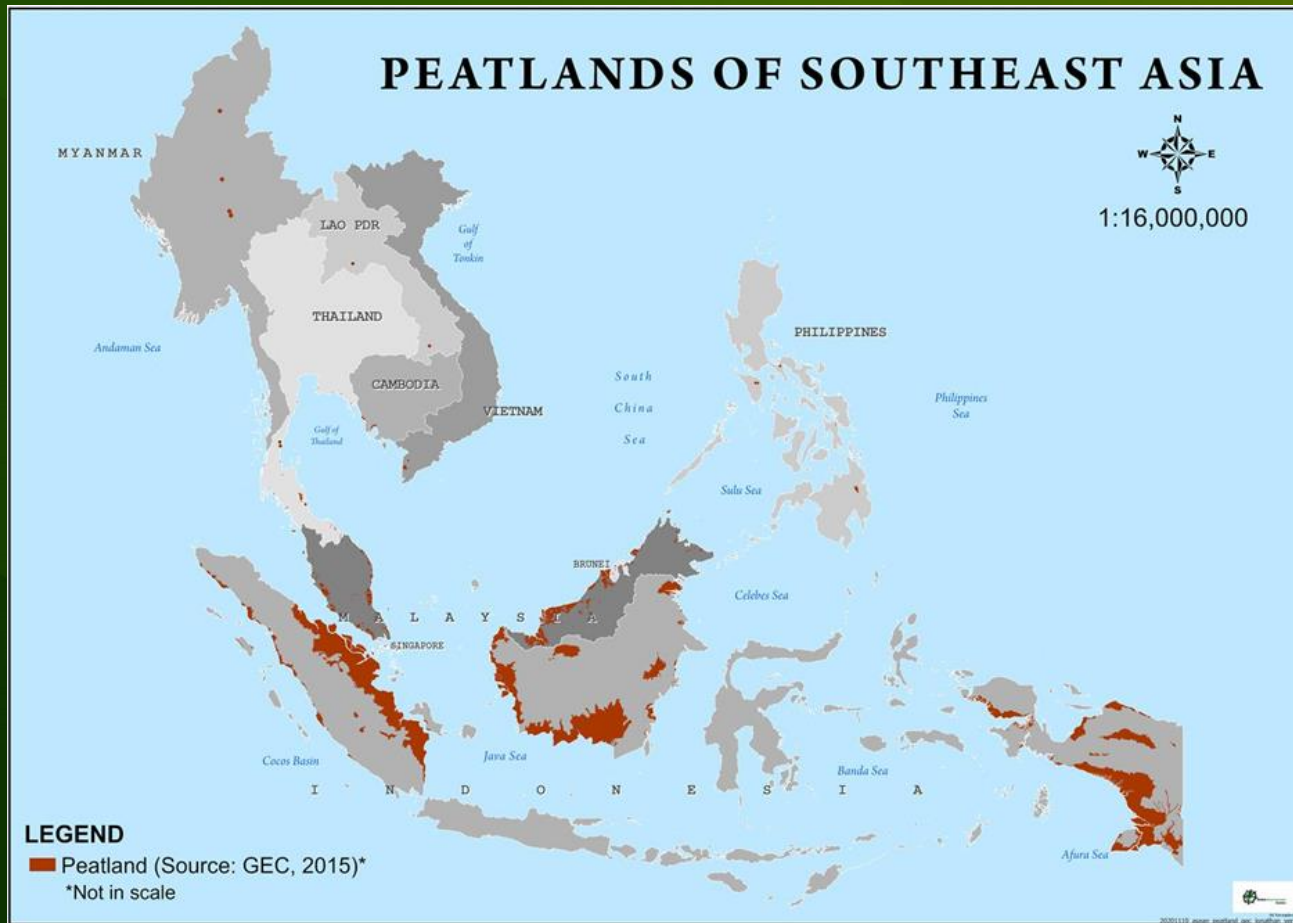 PEATLANDS OF SOUTHEAST ASIA
N
W E
S
1:16,000,000
MYANMAR
LAO PDR
Gulf
of
Tonkin
THAILAND
PHILIPPINES
Andaman Sea
CAMBODIA
South
China
Sea
VIETNAM
Philippines
Sea
Gulf of
Thailand
Sulu Sea
BRUNEI
Celebes Sea
MALAYSIA
SINGAPORE
Cocos Basin
Java Sea
Banda Sea
INDONESIA
Afura Sea
LEGEND
Peatland (Source: GEC, 2015)*
*Not in scale